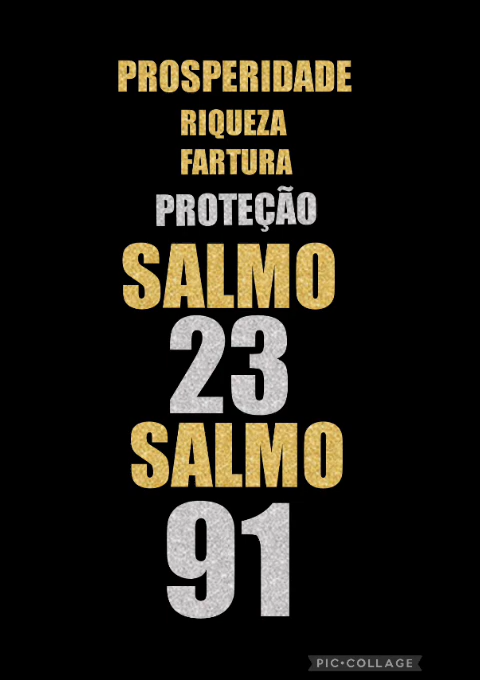 PROSPERIDADE
RIQUEZA
FARTURA
PROTEÇÃO
SALMO
23
SALMO
91
PIC•COLLAGE